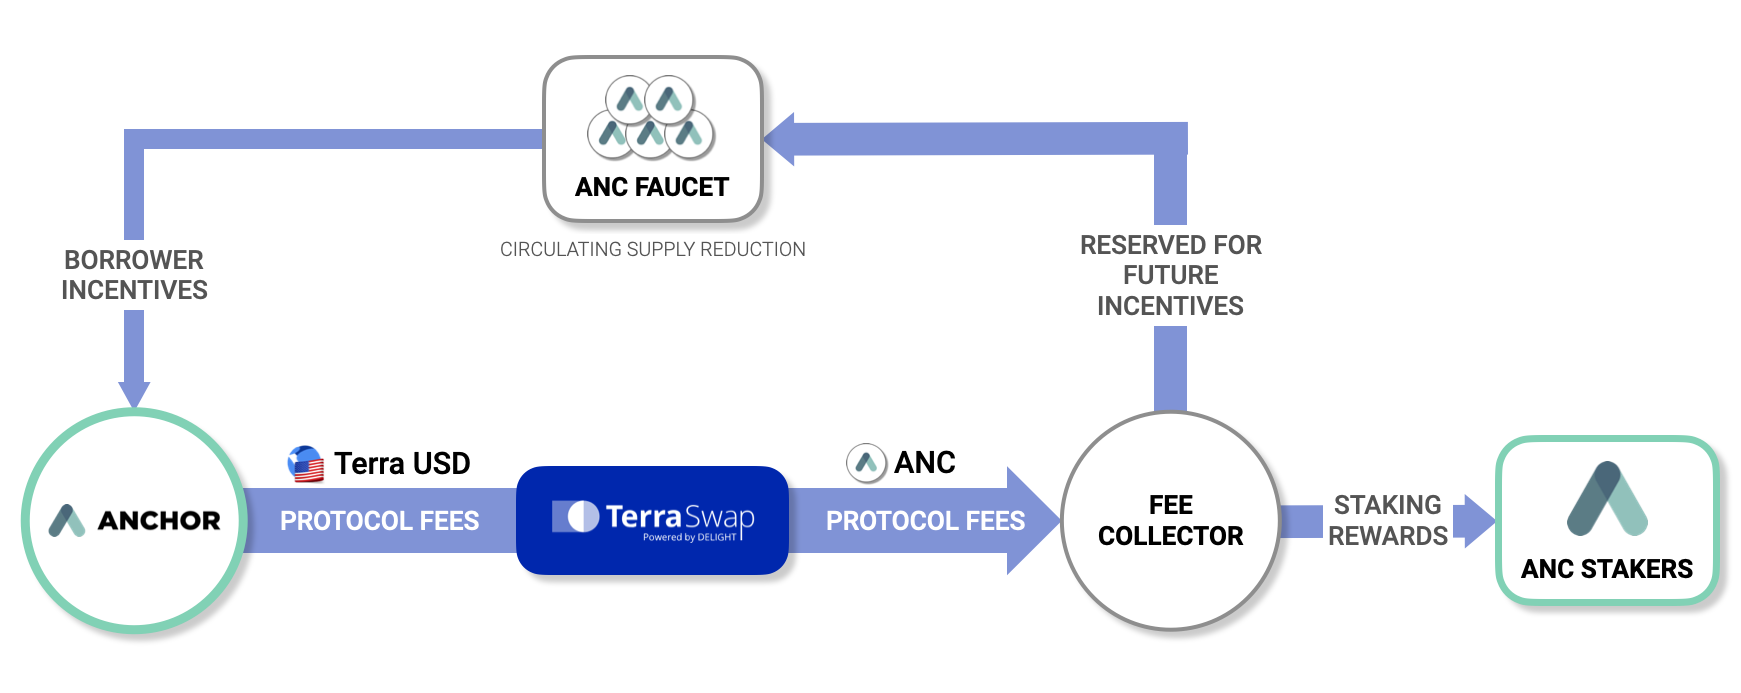 ANC FAUCET
CIRCULATING SUPPLY REDUCTION
BORROWER
INCENTIVES
RESERVED FOR
FUTURE
INCENTIVES
ANCHOR
Terra USD
PROTOCOL FEES
TerraSwap
Powered by DELIGHT
ANC
PROTOCOL FEES
FEE
COLLECTOR
STAKING
REWARDS
ANC STAKERS